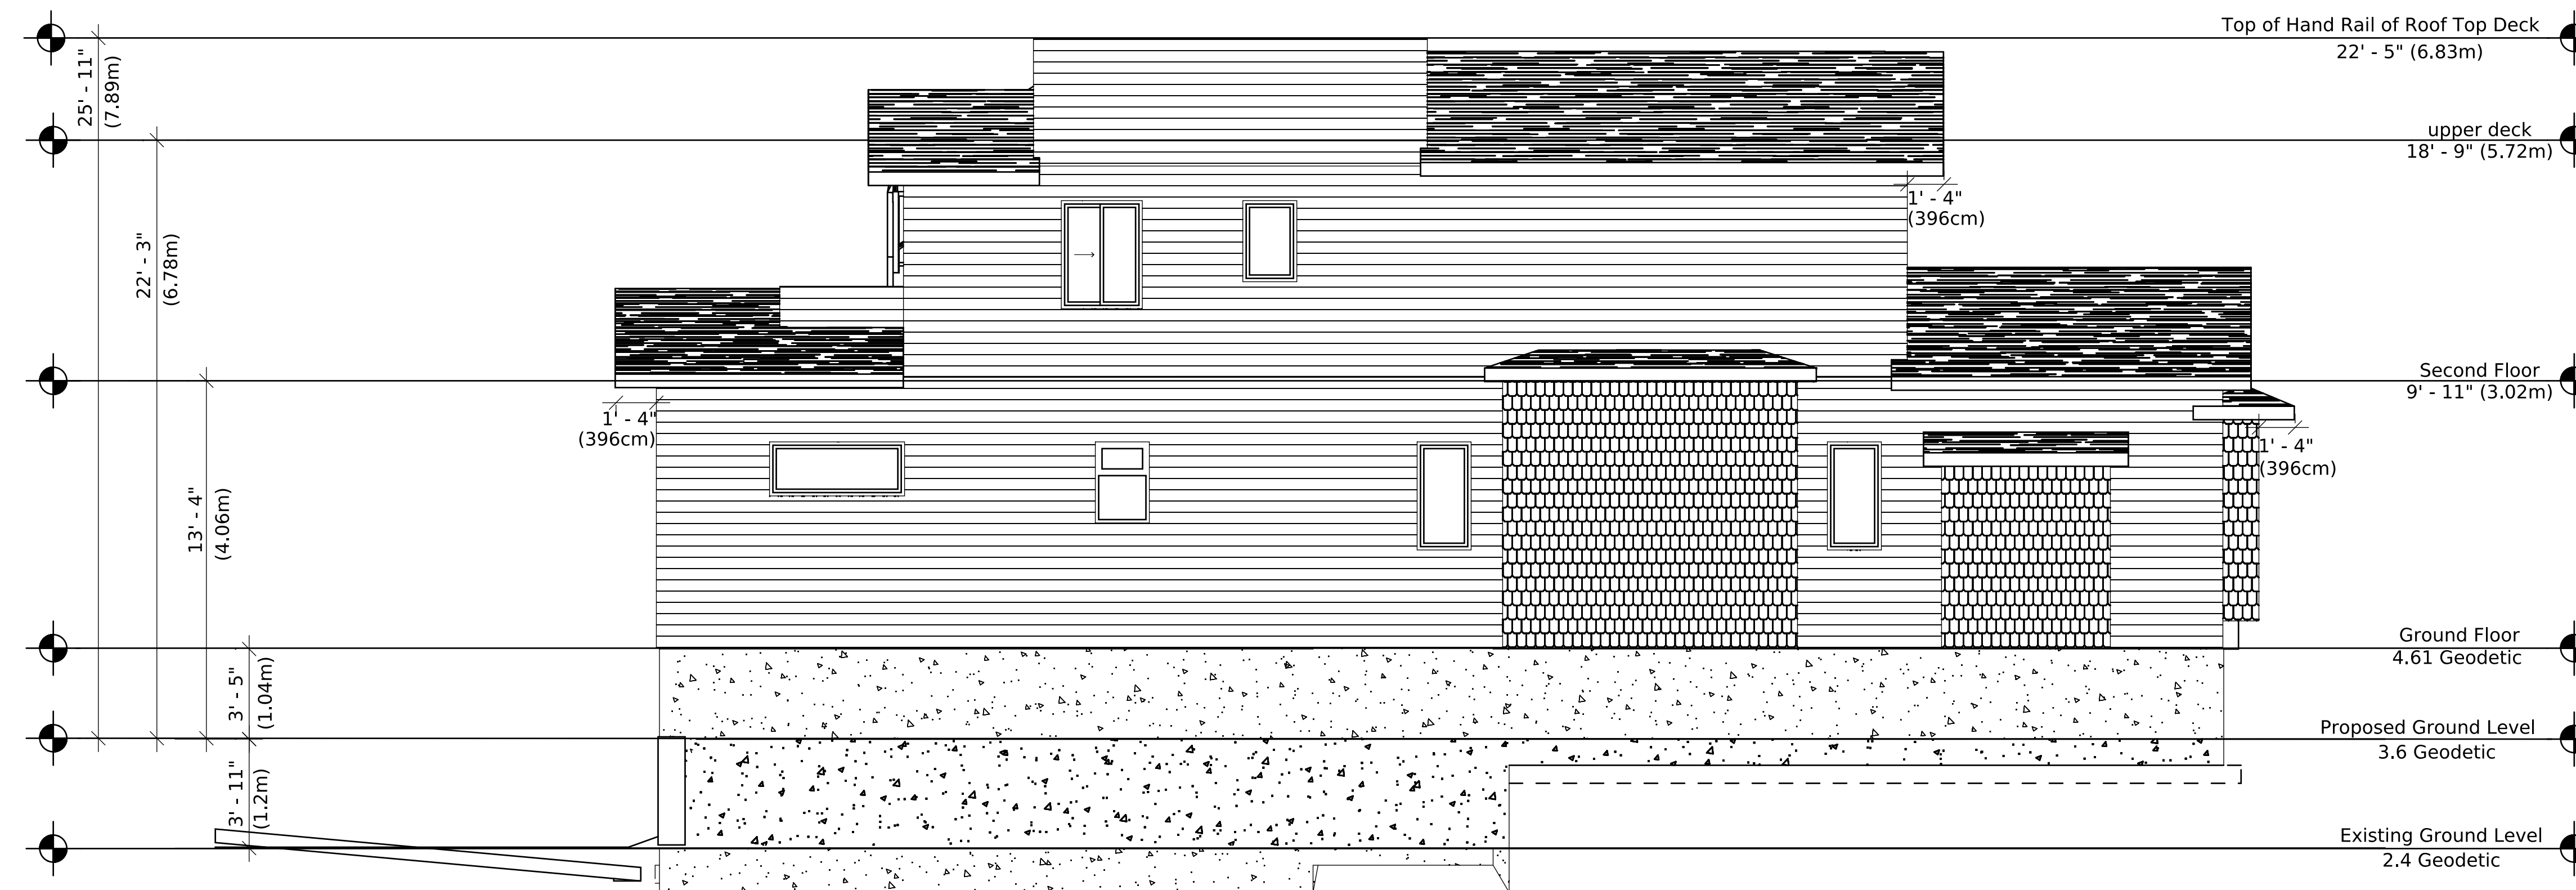 Top of Hand Rail of Roof Top Deck
22' - 5" (6.83m)
25' - 11"
(7.89m)
upper deck
18' - 9" (5.72m)
1' - 4"
(396cm)
22' - 3"
(6.78m)
Second Floor
9' - 11" (3.02m)
1' - 4"
(396cm)
1' - 4"
(396cm)
13' - 4"
(4.06m)
Ground Floor
4.61 Geodetic
3' - 5"
(1.04m)
Proposed Ground Level
3.6 Geodetic
3' - 11"
(1.2m)
Existing Ground Level
2.4 Geodetic